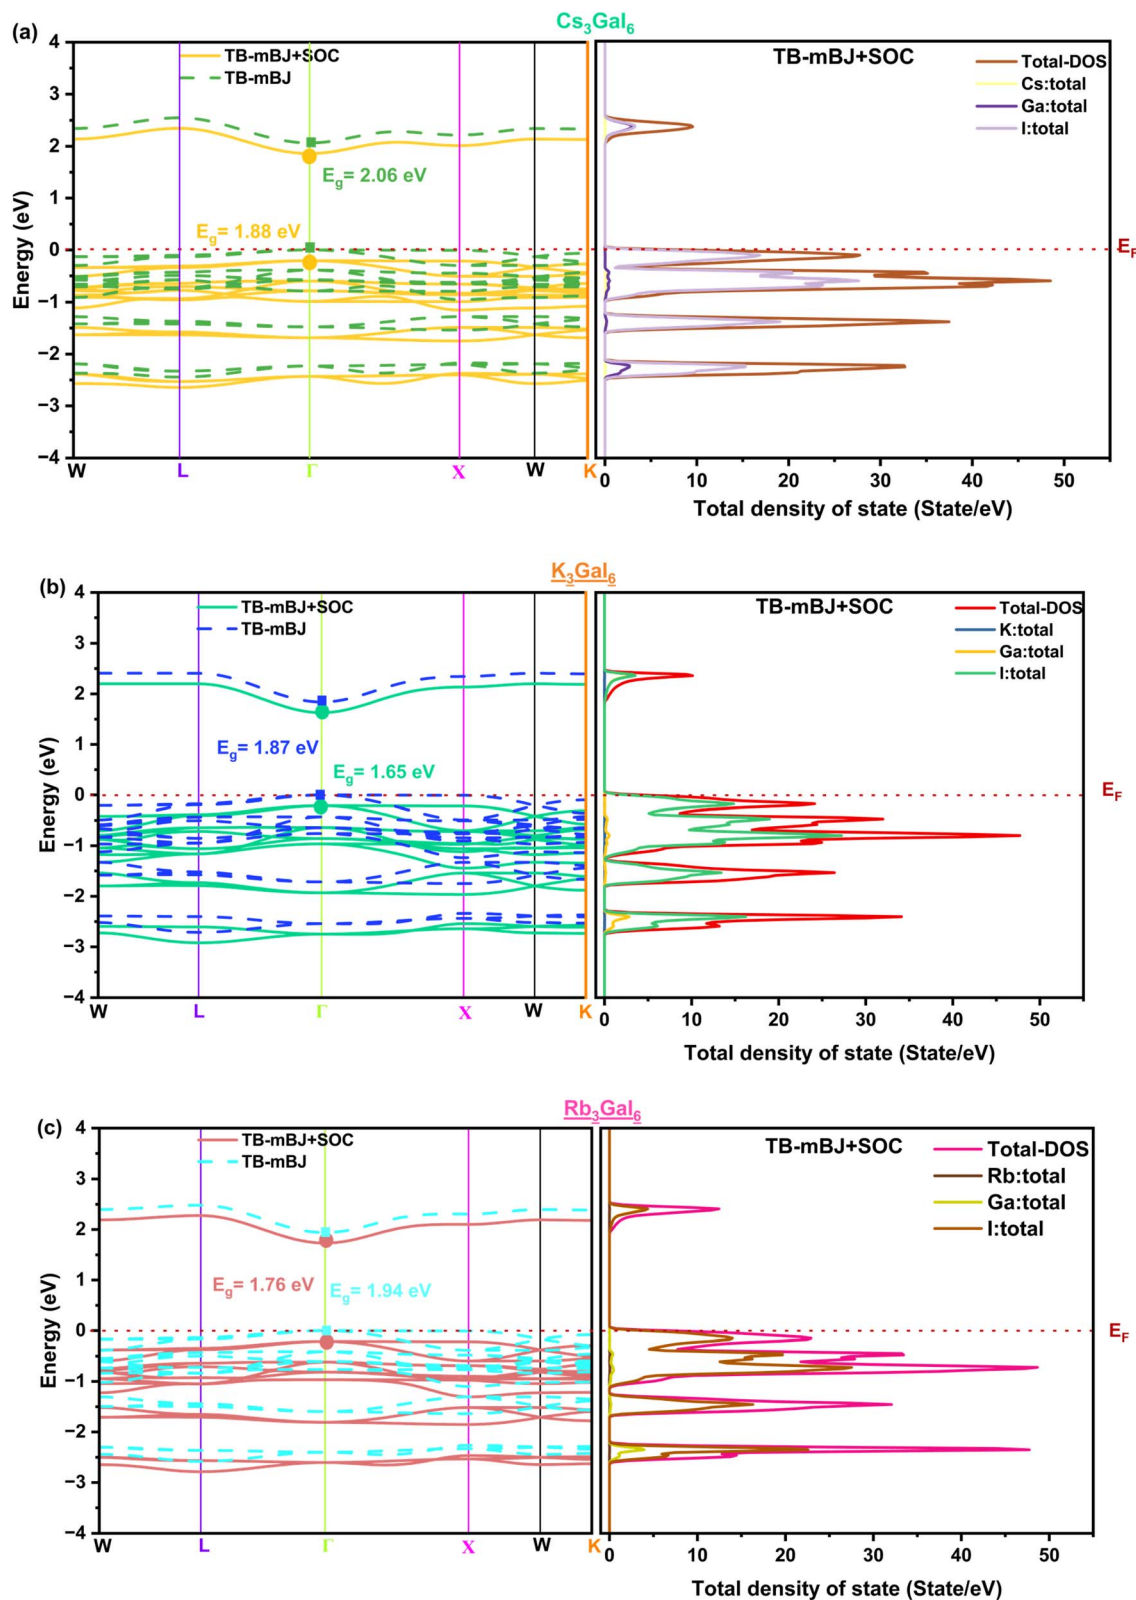 Cs3GaI6
(a)
TB-mBJ+SOC
TB-mBJ
Eg= 2.06 eV
Eg= 1.88 eV
Energy (eV)
4
3
2
1
0
−1
−2
−3
−4
W L Γ X W K
TB-mBJ+SOC
Total-DOS
Cs:total
Ga:total
I:total
EF
0 10 20 30 40 50
Total density of state (State/eV)
K3GaI6
(b)
TB-mBJ+SOC
TB-mBJ
Eg= 1.87 eV
Eg= 1.65 eV
Energy (eV)
4
3
2
1
0
−1
−2
−3
−4
W L Γ X W K
TB-mBJ+SOC
Total-DOS
K:total
Ga:total
I:total
EF
0 10 20 30 40 50
Total density of state (State/eV)
Rb3GaI6
(c)
TB-mBJ+SOC
TB-mBJ
Eg= 1.76 eV
Eg= 1.94 eV
Energy (eV)
4
3
2
1
0
−1
−2
−3
−4
W L Γ X W K
TB-mBJ+SOC
Total-DOS
Rb:total
Ga:total
I:total
EF
0 10 20 30 40 50
Total density of state (State/eV)